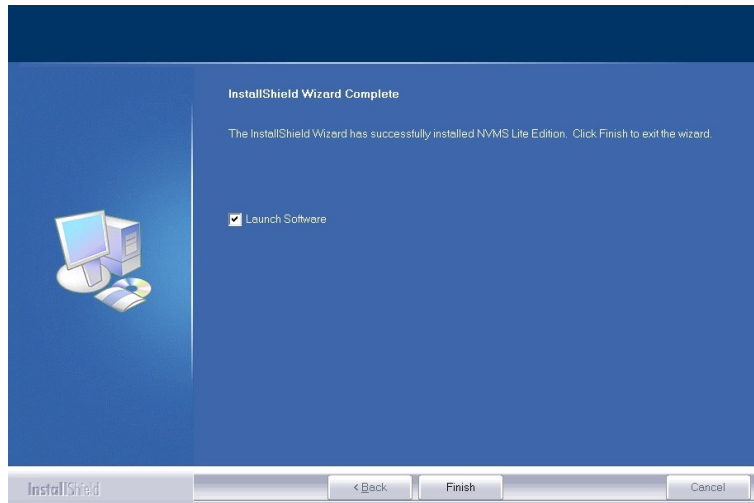 InstallShield Wizard Complete
The InstallShield Wizard has successfully installed NVMS Lite Edition. Click Finish to exit the wizard.
Launch Software
InstallShield
< Back
Finish
Cancel